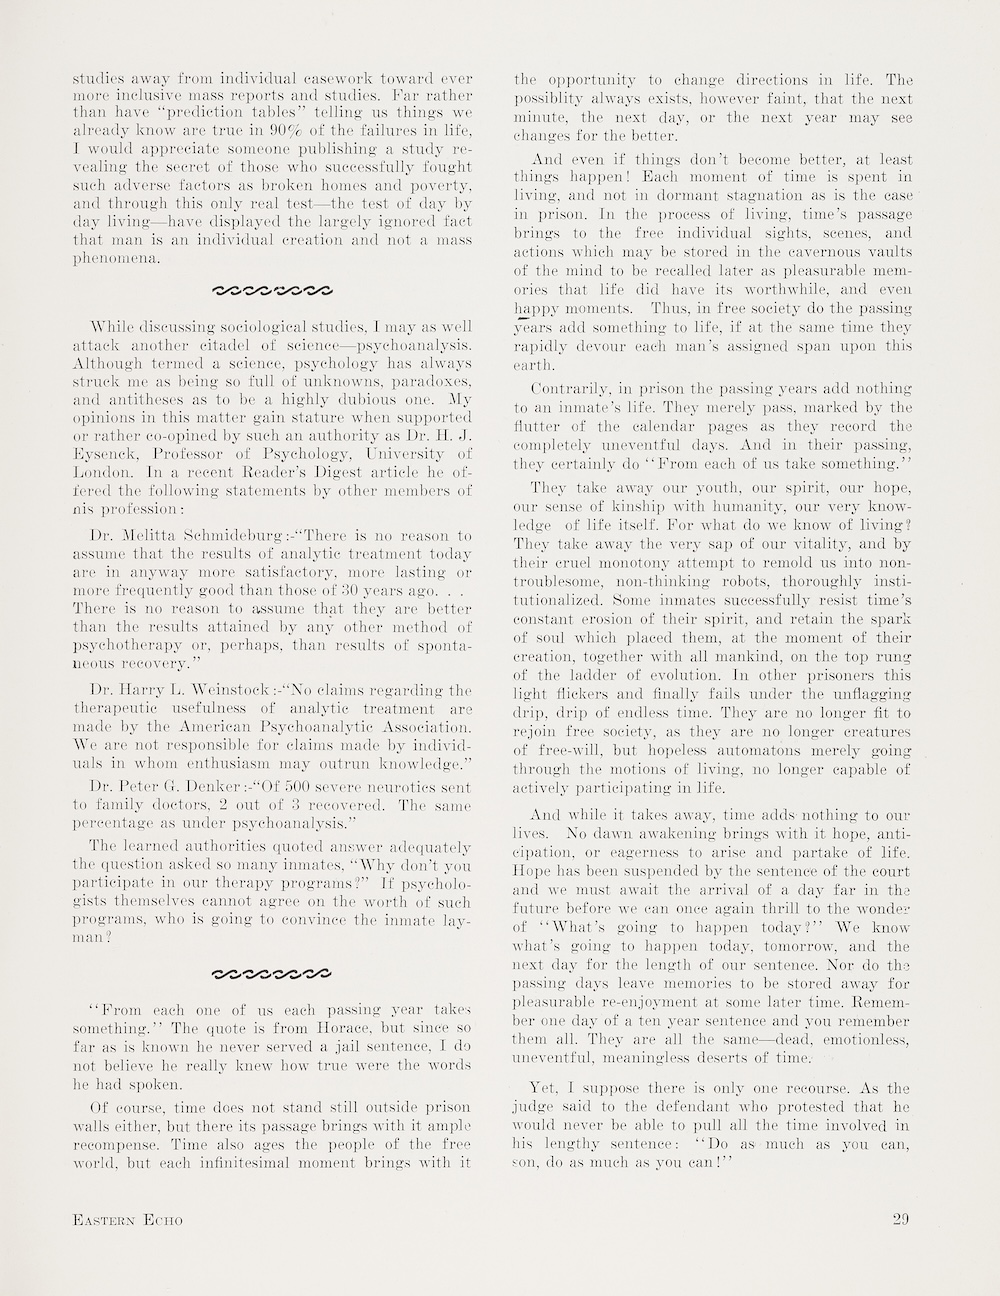 studies away from individual casework toward ever
more inclusive mass reports and studies. Far rather
than have “prediction tables” telling us things we
already know are true in 90% of the failures in life,
I would appreciate someone publishing a study re-
vealing the secret of those who successfully fought
such adverse factors as broken homes and poverty,
and through this only real test—the test of day by
day living—have displayed the largely ignored fact
that man is an individual creation and not a mass
phenomena.
While discussing sociological studies, I may as well
attack another citadel of science—psychoanalysis.
Although termed a science, psychology has always
struck me as being so full of unknowns, paradoxes,
and antitheses as to be a highly dubious one. My
opinions in this matter gain stature when supported
or rather co-opined by such an authority as Dr. H. J.
Eysenck, Professor of Psychology, University of
London. In a recent Reader’s Digest article he of-
fered the following statements by other members of
his profession:
Dr. Melitta Schmideburg:-“There is no reason to
assume that the results of analytic treatment today
are in anyway more satisfactory, more lasting or
more frequently good than those of 30 years ago. . .
There is no reason to assume that they are better
than the results attained by any other method of
psychotherapy or, perhaps, than results of sponta-
neous recovery.”
Dr. Harry L. Weinstock:-“No claims regarding the
therapeutic usefulness of analytic treatment are
made by the American Psychoanalytic Association.
We are not responsible for claims made by individ-
uals in whom enthusiasm may outrun knowledge.”
Dr. Peter G. Denker:-“Of 500 severe neurotics sent
to family doctors, 2 out of 3 recovered. The same
percentage as under psychoanalysis.”
The learned authorities quoted answer adequately
the question asked so many inmates, “Why don’t you
participate in our therapy programs?” If psycholo-
gists themselves cannot agree on the worth of such
programs, who is going to convince the inmate lay-
man?
“From each one of us each passing year takes
something.” The quote is from Horace, but since so
far as is known he never served a jail sentence, I do
not believe he really knew how true were the words
he had spoken.
Of course, time does not stand still outside prison
walls either, but there its passage brings with it ample
recompense. Time also ages the people of the free
world, but each infinitesimal moment brings with it
the opportunity to change directions in life. The
possiblity always exists, however faint, that the next
minute, the next day, or the next year may see
changes for the better.
And even if things don’t become better, at least
things happen! Each moment of time is spent in
living, and not in dormant stagnation as is the case
in prison. In the process of living, time’s passage
brings to the free individual sights, scenes, and
actions which may be stored in the cavernous vaults
of the mind to be recalled later as pleasurable mem-
ories that life did have its worthwhile, and even
happy moments. Thus, in free society do the passing
years add something to life, if at the same time they
rapidly devour each man’s assigned span upon this
earth.
Contrarily, in prison the passing years add nothing
to an inmate’s life. They merely pass, marked by the
flutter of the calendar pages as they record the
completely uneventful days. And in their passing,
they certainly do “From each of us take something.”
They take away our youth, our spirit, our hope,
our sense of kinship with humanity, our very know-
ledge of life itself. For what do we know of living?
They take away the very sap of our vitality, and by
their cruel monotony attempt to remold us into non-
troublesome, non-thinking robots, thoroughly insti-
tutionalized. Some inmates successfully resist time’s
constant erosion of their spirit, and retain the spark
of soul which placed them, at the moment of their
creation, together with all mankind, on the top rung
of the ladder of evolution. In other prisoners this
light flickers and finally fails under the unflagging
drip, drip of endless time. They are no longer fit to
rejoin free society, as they are no longer creatures
of free-will, but hopeless automatons merely going
through the motions of living, no longer capable of
actively participating in life.
And while it takes away, time adds nothing to our
lives. No dawn awakening brings with it hope, anti-
cipation, or eagerness to arise and partake of life.
Hope has been suspended by the sentence of the court
and we must await the arrival of a day far in the
future before we can once again thrill to the wonder
of “What’s going to happen today?” We know
what’s going to happen today, tomorrow, and the
next day for the length of our sentence. Nor do the
passing days leave memories to be stored away for
pleasurable re-enjoyment at some later time. Remem-
ber one day of a ten year sentence and you remember
them all. They are all the same—dead, emotionless,
uneventful, meaningless deserts of time.
Yet, I suppose there is only one recourse. As the
judge said to the defendant who protested that he
would never be able to pull all the time involved in
his lengthy sentence: “Do as much as you can,
son, do as much as you can!”
EASTERN ECHO
29